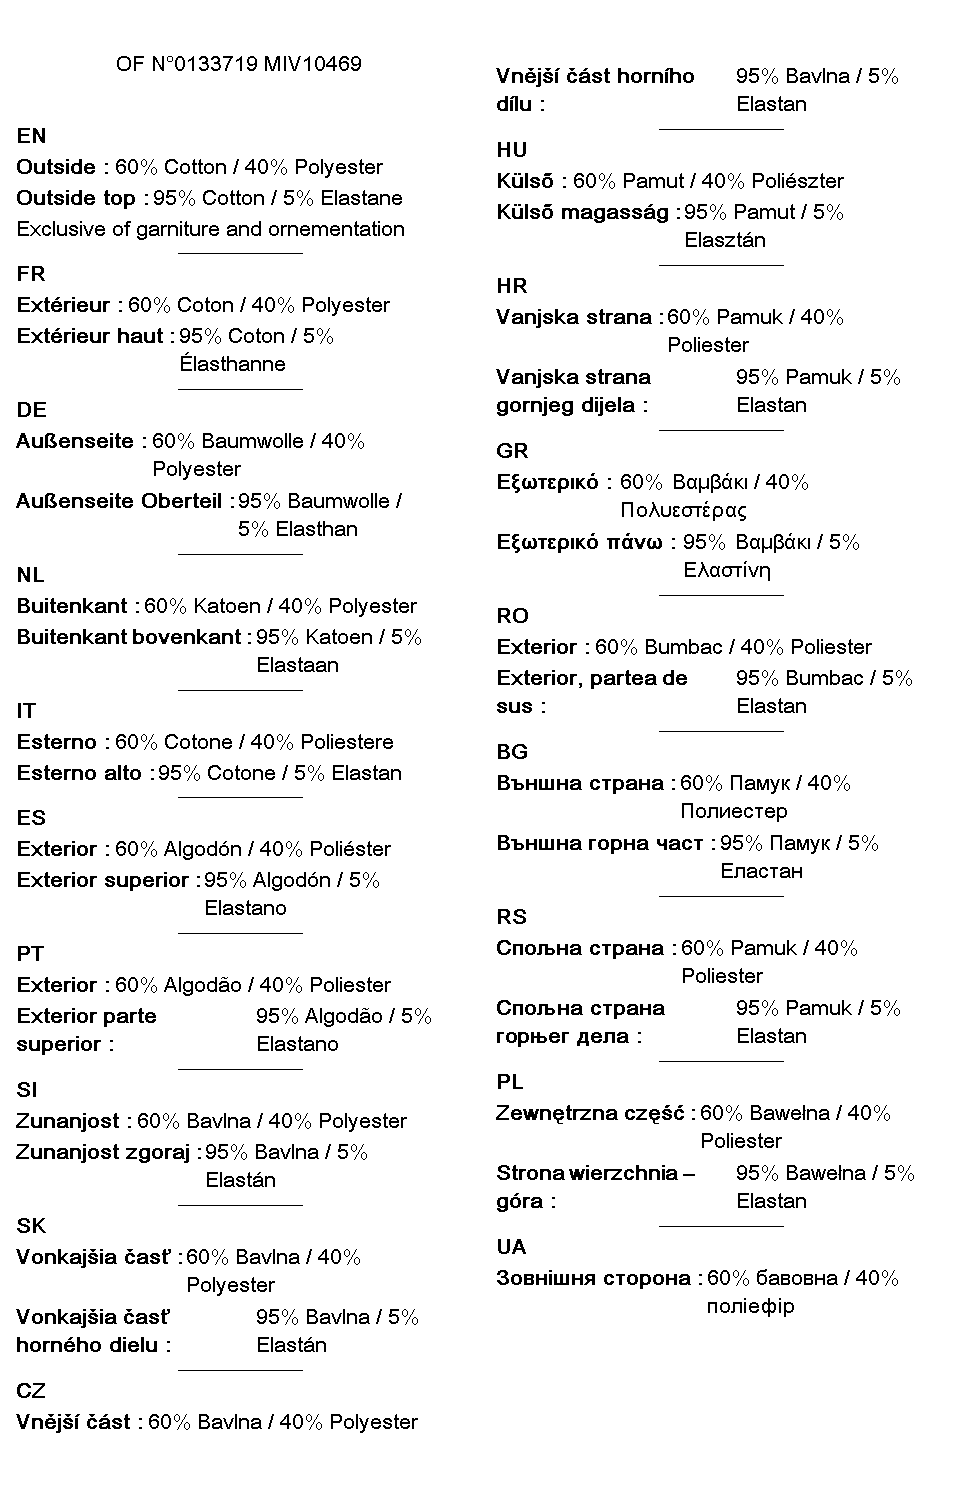 OF N°0133719 MIV10469
EN
Outside : 60% Cotton / 40% Polyester
Outside top : 95% Cotton / 5% Elastane
Exclusive of garniture and ornementation
FR
Extérieur : 60% Coton / 40% Polyester
Extérieur haut : 95% Coton / 5%
Élasthanne
DE
Außenseite : 60% Baumwolle / 40%
Polyester
Außenseite Oberteil : 95% Baumwolle /
5% Elasthan
NL
Buitenkant : 60% Katoen / 40% Polyester
Buitenkant bovenkant : 95% Katoen / 5%
Elastaan
IT
Esterno : 60% Cotone / 40% Poliestere
Esterno alto : 95% Cotone / 5% Elastan
ES
Exterior : 60% Algodón / 40% Poliéster
Exterior superior : 95% Algodón / 5%
Elastano
PT
Exterior : 60% Algodão / 40% Poliester
Exterior parte 95% Algodão / 5%
superior : Elastano
SI
Zunanjost : 60% Bavlna / 40% Polyester
Zunanjost zgoraj : 95% Bavlna / 5%
Elastán
SK
Vonkajšia časť : 60% Bavlna / 40%
Polyester
Vonkajšia časť 95% Bavlna / 5%
horného dielu : Elastán
CZ
Vnější část : 60% Bavlna / 40% Polyester
Vnější část horního 95% Bavlna / 5%
dílu : Elastan
HU
Külső : 60% Pamut / 40% Poliészter
Külső magasság : 95% Pamut / 5%
Elasztán
HR
Vanjska strana : 60% Pamuk / 40%
Poliester
Vanjska strana 95% Pamuk / 5%
gornjeg dijela : Elastan
GR
Εξωτερικό : 60% Βαμβάκι / 40%
Πολυεστέρας
Εξωτερικό πάνω : 95% Βαμβάκι / 5%
Ελαστίνη
RO
Exterior : 60% Bumbac / 40% Poliester
Exterior, partea de 95% Bumbac / 5%
sus : Elastan
BG
Външна страна : 60% Памук / 40%
Полиестер
Външна горна част : 95% Памук / 5%
Еластан
RS
Спољна страна : 60% Pamuk / 40%
Poliester
Спољна страна 95% Pamuk / 5%
горњег дела : Elastan
PL
Zewnętrzna część : 60% Bawełna / 40%
Poliester
Strona wierzchnia – 95% Bawełna / 5%
góra : Elastan
UA
Зовнішня сторона : 60% бавовна / 40%
поліефір